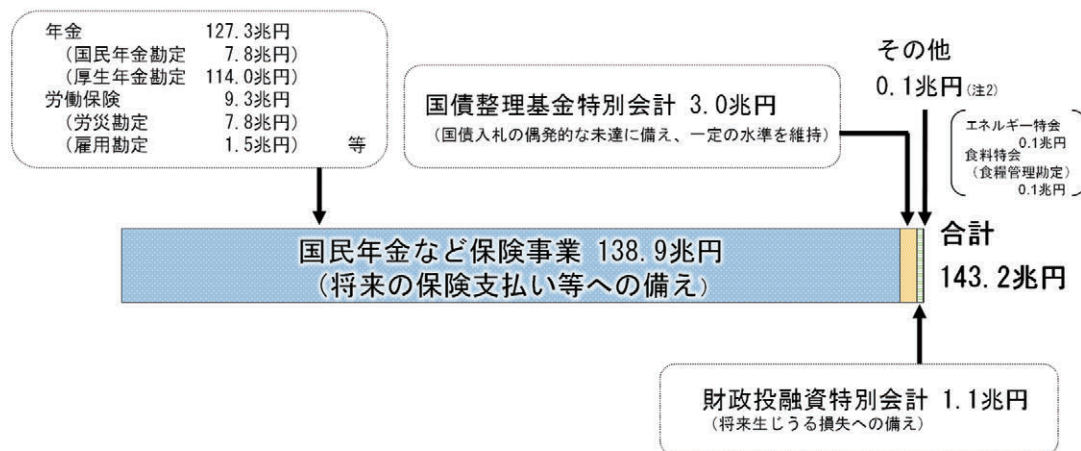 年金 127.3兆円
(国民年金勘定 7.8兆円)
(厚生年金勘定 114.0兆円)
労働保険 9.3兆円
(労災勘定 7.8兆円)
(雇用勘定 1.5兆円) 等
国債整理基金特別会計 3.0兆円
(国債入札の偶発的な未達に備え、一定の水準を維持)
その他
0.1兆円(注2)
エネルギー特会
0.1兆円
食料特会
(食糧管理勘定)
0.1兆円
国民年金など保険事業 138.9兆円
(将来の保険支払い等への備え)
合計
143.2兆円
財政投融資特別会計 1.1兆円
(将来生じうる損失への備え)